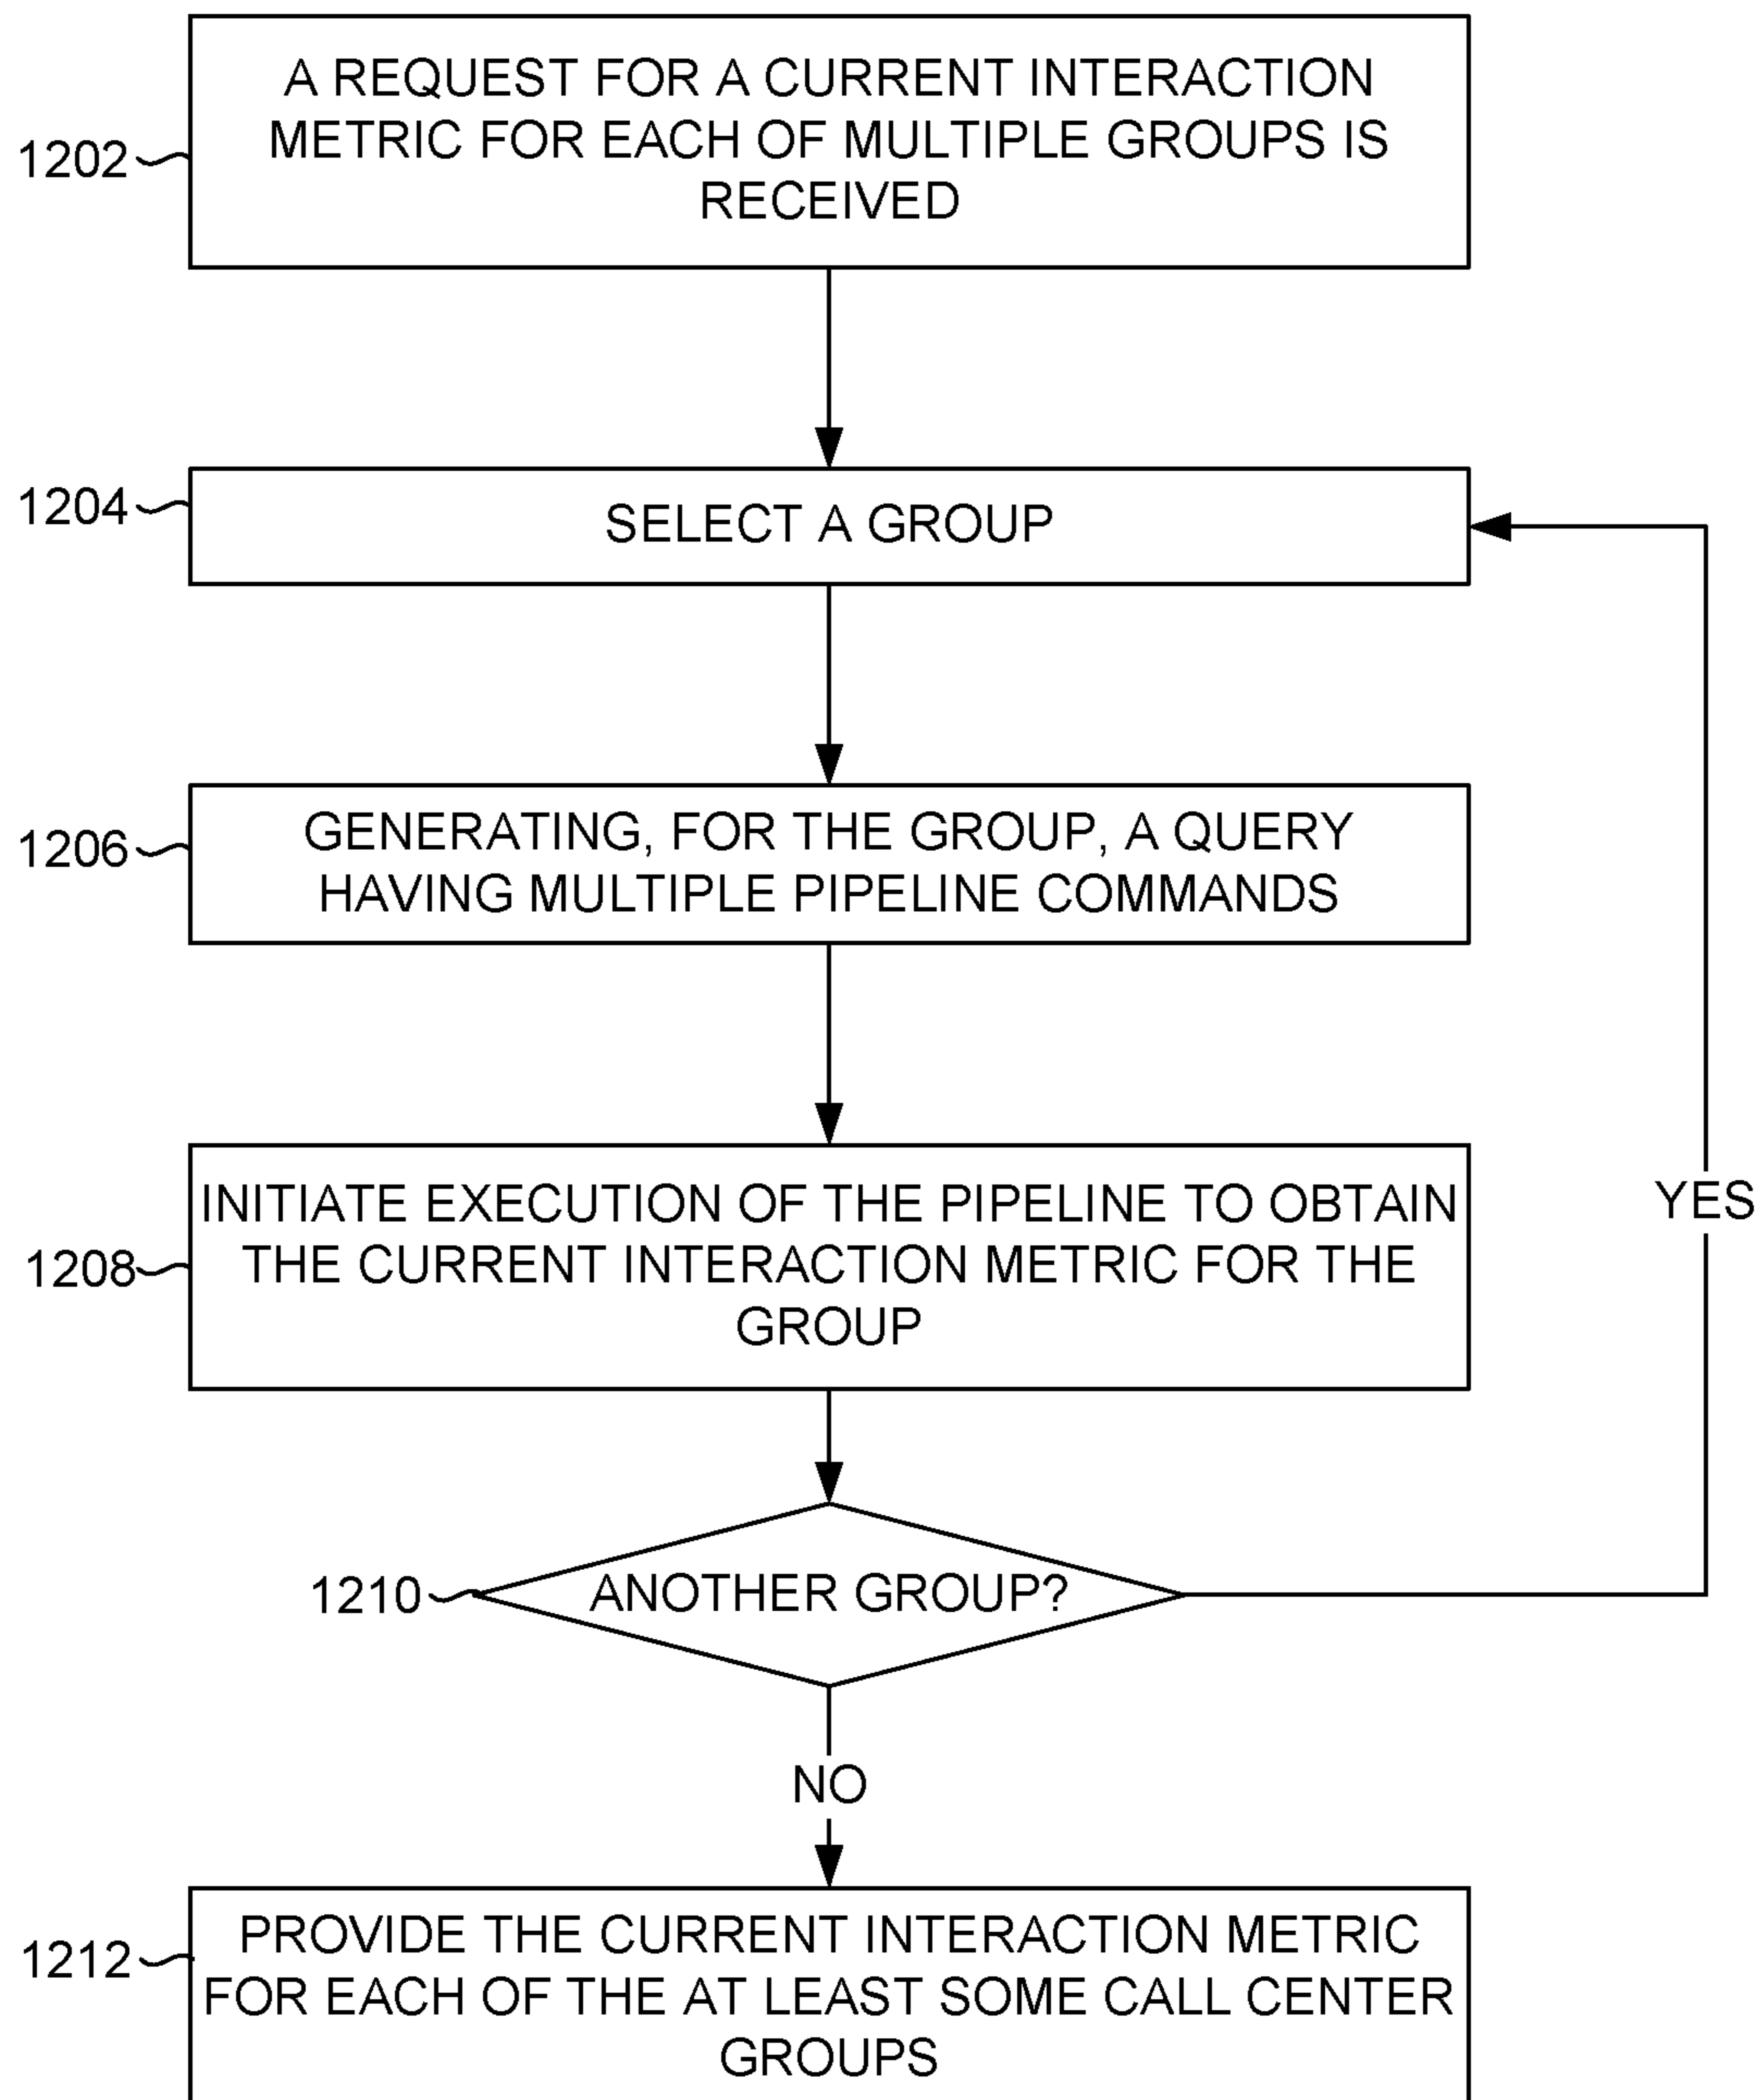 A REQUEST FOR A CURRENT INTERACTION
METRIC FOR EACH OF MULTIPLE GROUPS IS
RECEIVED
1202
1204
SELECT A GROUP
1206
GENERATING, FOR THE GROUP, A QUERY
HAVING MULTIPLE PIPELINE COMMANDS
INITIATE EXECUTION OF THE PIPELINE TO OBTAIN
THE CURRENT INTERACTION METRIC FOR THE
GROUP
1208
YES
1210
ANOTHER GROUP?
NO
1212
PROVIDE THE CURRENT INTERACTION METRIC
FOR EACH OF THE AT LEAST SOME CALL CENTER
GROUPS